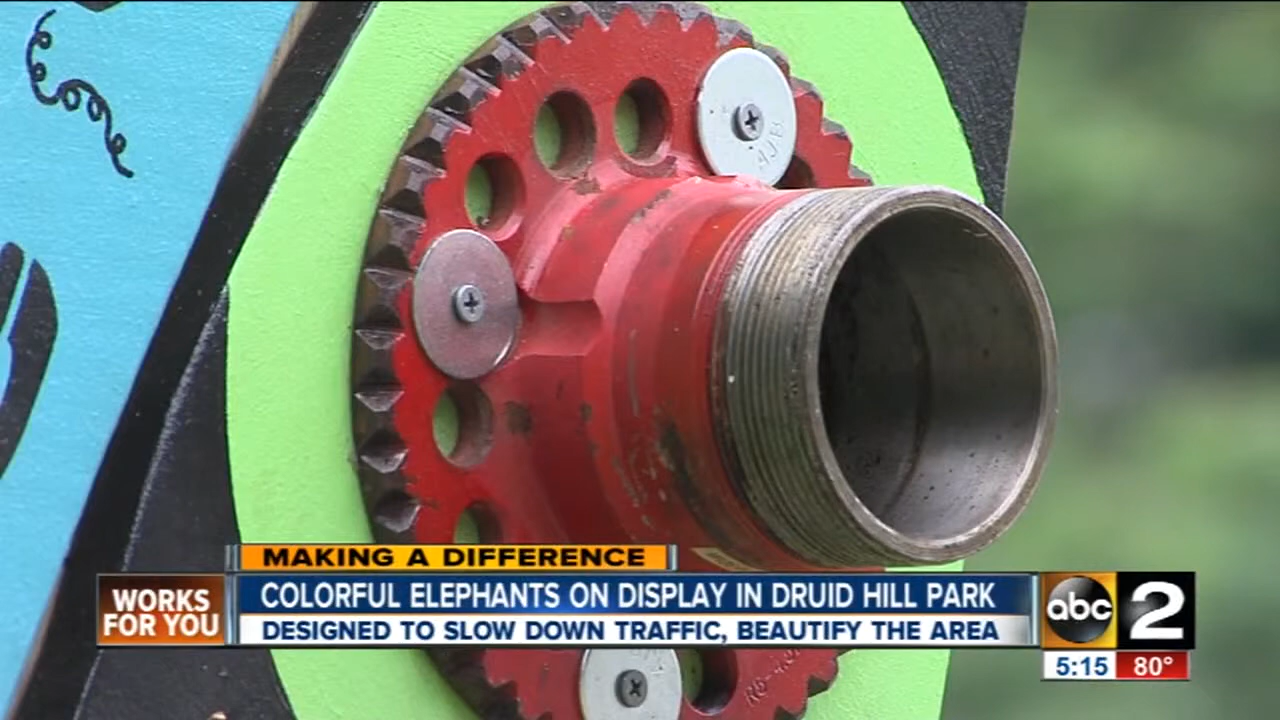 AJB
MAKING A DIFFERENCE
WORKS
FOR YOU
COLORFUL ELEPHANTS ON DISPLAY IN DRUID HILL PARK
DESIGNED TO SLOW DOWN TRAFFIC, BEAUTIFY THE AREA
abc 2
5:15 80°